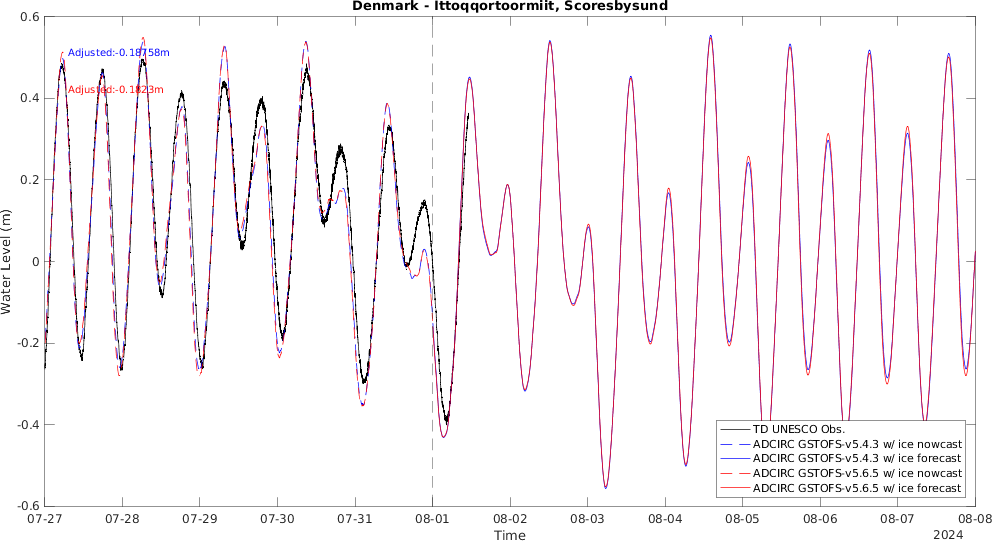 Denmark - Ittoqqortoormiit, Scoresbysund
0.6
Adjusted:-0.18758m
Adjusted:-0.1823m
0.4
0.2
0
-0.2
-0.4
-0.6
Water Level (m)
TD UNESCO Obs.
ADCIRC GSTOFS-v5.4.3 w/ ice nowcast
ADCIRC GSTOFS-v5.4.3 w/ ice forecast
ADCIRC GSTOFS-v5.6.5 w/ ice nowcast
ADCIRC GSTOFS-v5.6.5 w/ ice forecast
07-27 07-28 07-29 07-30 07-31 08-01 08-02 08-03 08-04 08-05 08-06 08-07 08-08
Time
2024